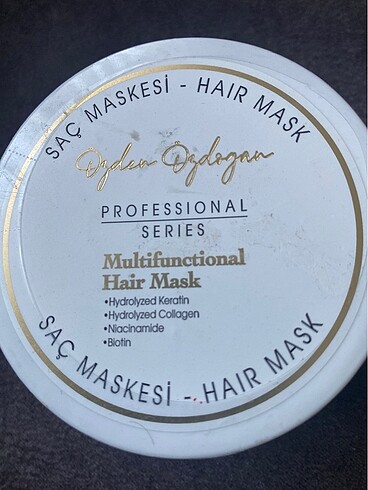 SAÇ MASKESİ - HAIR MASK
Özden Özdogan
PROFESSIONAL
SERIES
Multifunctional
Hair Mask
•Hydrolyzed Keratin
•Hydrolyzed Collagen
•Niacinamide
•Biotin
SAÇ MASKESİ - HAIR MASK